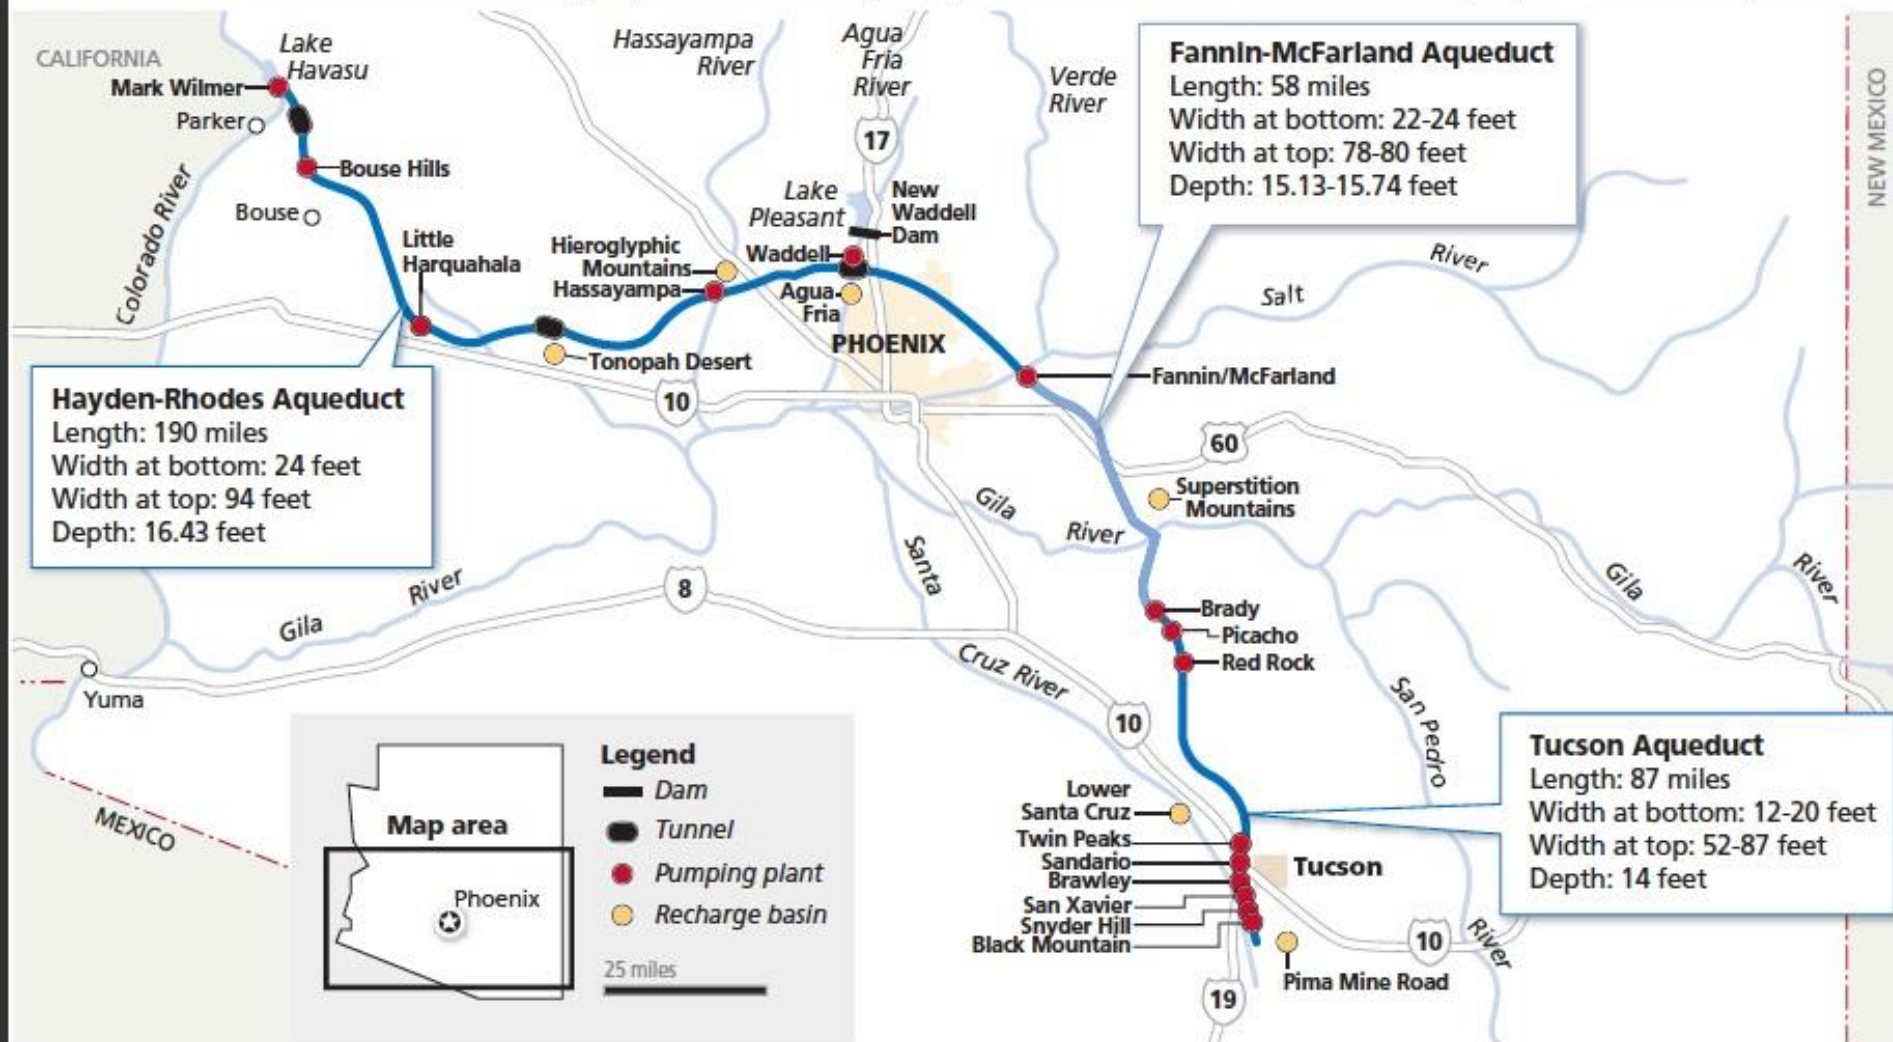 CALIFORNIA
Lake
Havasu
Mark Wilmer
Parker
Bouse Hills
Colorado River
Bouse
Little
Harquahala
Hassayampa
River
Agua
Fria
River
17
Verde
River
Fannin-McFarland Aqueduct
Length: 58 miles
Width at bottom: 22-24 feet
Width at top: 78-80 feet
Depth: 15.13-15.74 feet
NEW MEXICO
Lake
Pleasant
New
Waddell
Dam
Hieroglyphic
Mountains
Hassayampa
Waddell
Agua
Fria
PHOENIX
Tonopah Desert
Salt
River
Fannin/McFarland
10
60
Hayden-Rhodes Aqueduct
Length: 190 miles
Width at bottom: 24 feet
Width at top: 94 feet
Depth: 16.43 feet
Superstition
Mountains
Gila
River
Santa
Cruz River
8
Gila
River
Gila
River
Yuma
MEXICO
Brady
Picacho
Red Rock
San Pedro
River
10
Tucson Aqueduct
Length: 87 miles
Width at bottom: 12-20 feet
Width at top: 52-87 feet
Depth: 14 feet
Lower
Santa Cruz
Twin Peaks
Sandario
Brawley
San Xavier
Snyder Hill
Black Mountain
Tucson
10
19
Pima Mine Road
Map area
Phoenix
Legend
Dam
Tunnel
Pumping plant
Recharge basin
25 miles